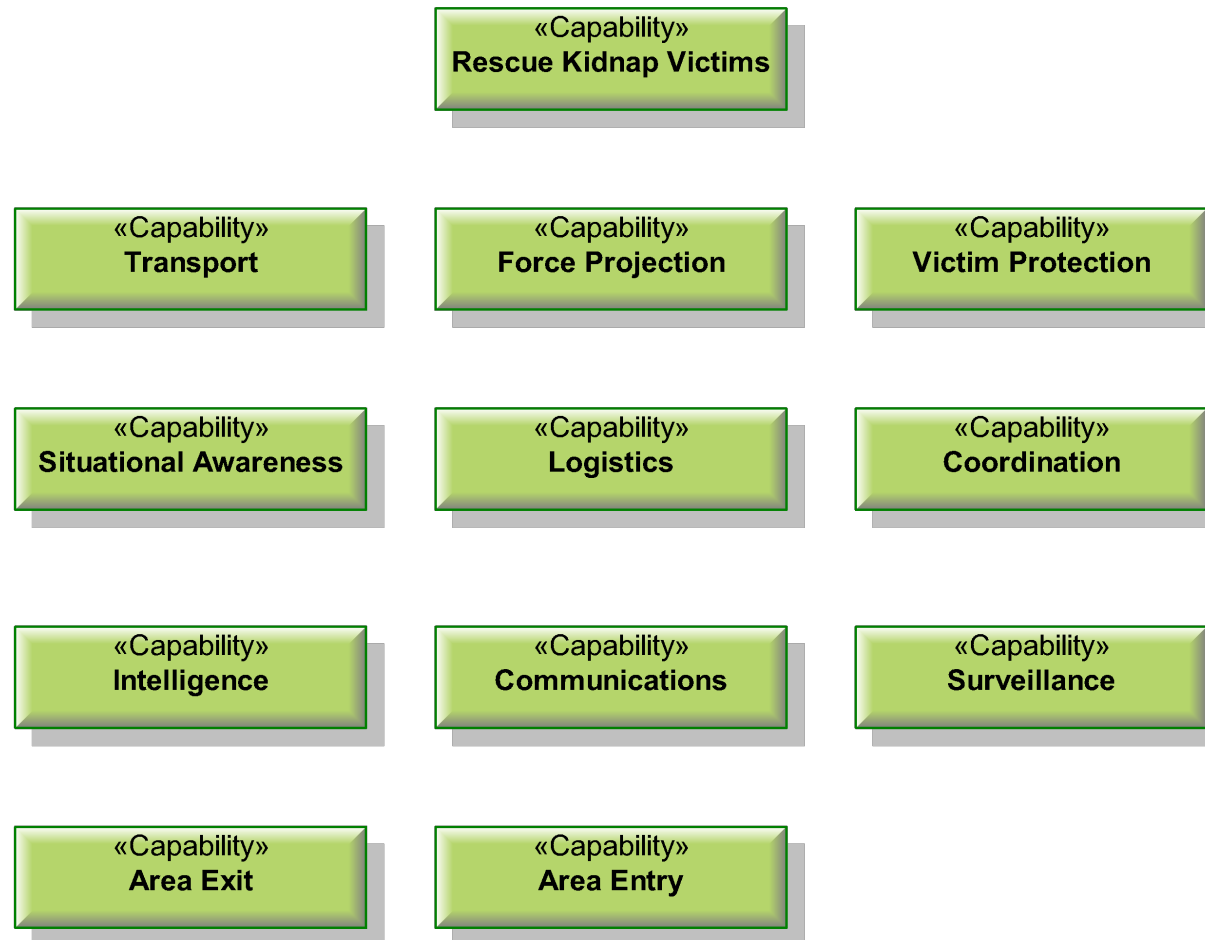 «Capability»
Rescue Kidnap Victims
«Capability»
Transport
«Capability»
Force Projection
«Capability»
Victim Protection
«Capability»
Situational Awareness
«Capability»
Logistics
«Capability»
Coordination
«Capability»
Intelligence
«Capability»
Communications
«Capability»
Surveillance
«Capability»
Area Exit
«Capability»
Area Entry